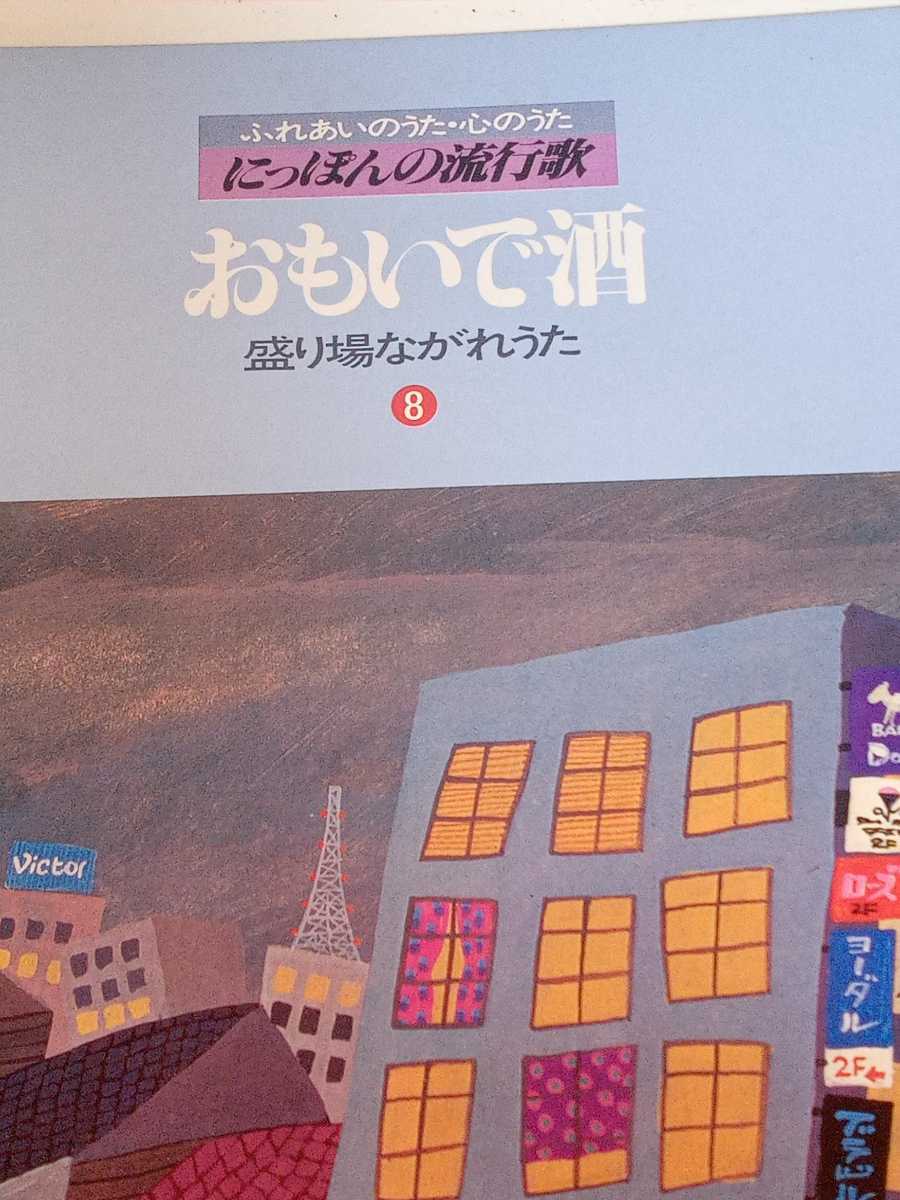 ふれあいのうた・心のうた
にっぽんの流行歌
おもいで酒
盛り場ながれうた
8
Victor
ローズ
2F
ヨーダル
2F